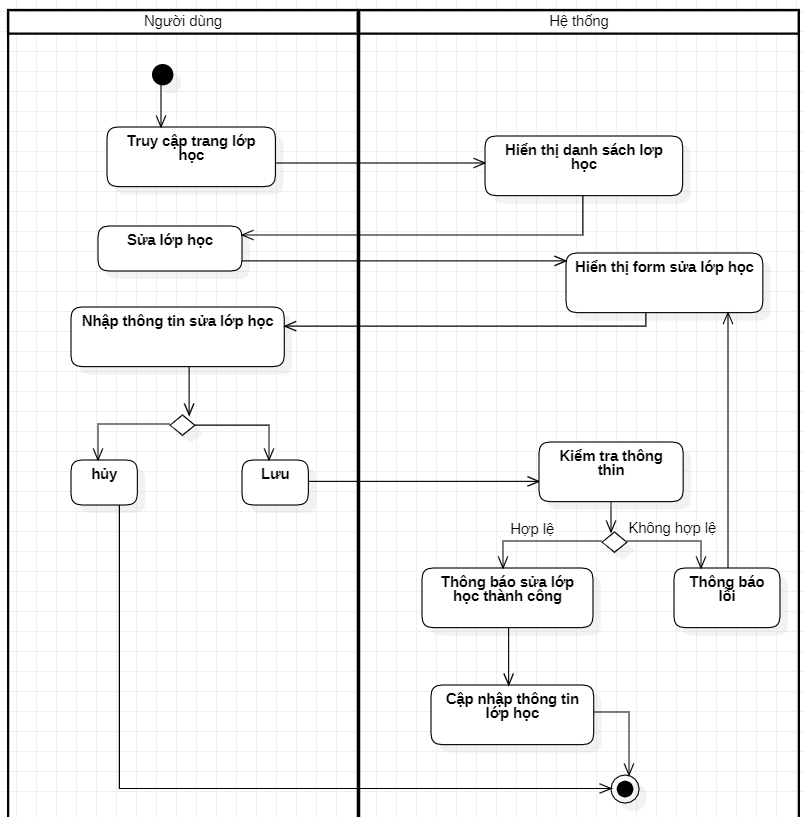 Người dùng
Hệ thống
Truy cập trang lớp
học
Hiển thị danh sách lơp
học
Sửa lớp học
Hiển thị form sửa lớp học
Nhập thông tin sửa lớp học
hủy
Lưu
Kiểm tra thông
thin
Hợp lệ
Không hợp lệ
Thông báo sửa lớp
học thành công
Thông báo
lỗi
Cập nhập thông tin
lớp học